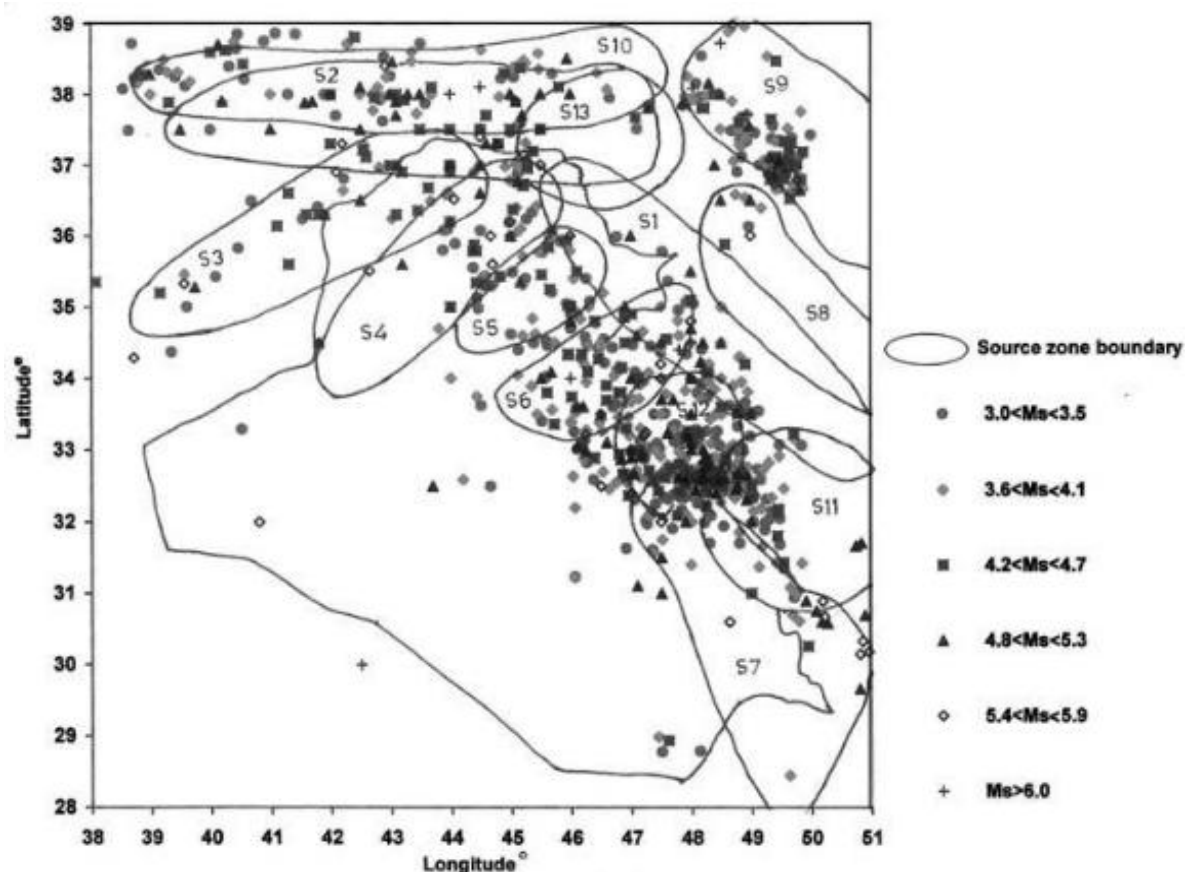 39
38
37
36
35
34
33
32
31
30
29
28
Latitude°
38 39 40 41 42 43 44 45 46 47 48 49 50 51
Longitude°
S10
S2
S9
S13
S1
S3
S8
S4
S5
S6
S12
S11
S7
Source zone boundary
3.0<Ms<3.5
3.6<Ms<4.1
4.2<Ms<4.7
4.8<Ms<5.3
5.4<Ms<5.9
Ms>6.0